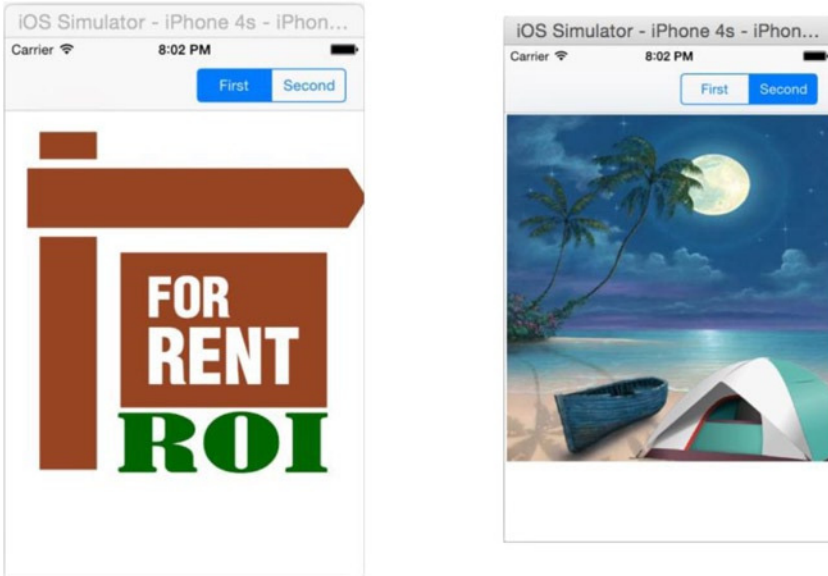 iOS Simulator - iPhone 4s - iPhon...
Carrier 8:02 PM
First Second
FOR
RENT
ROI
iOS Simulator - iPhone 4s - iPhon...
Carrier 8:02 PM
First Second